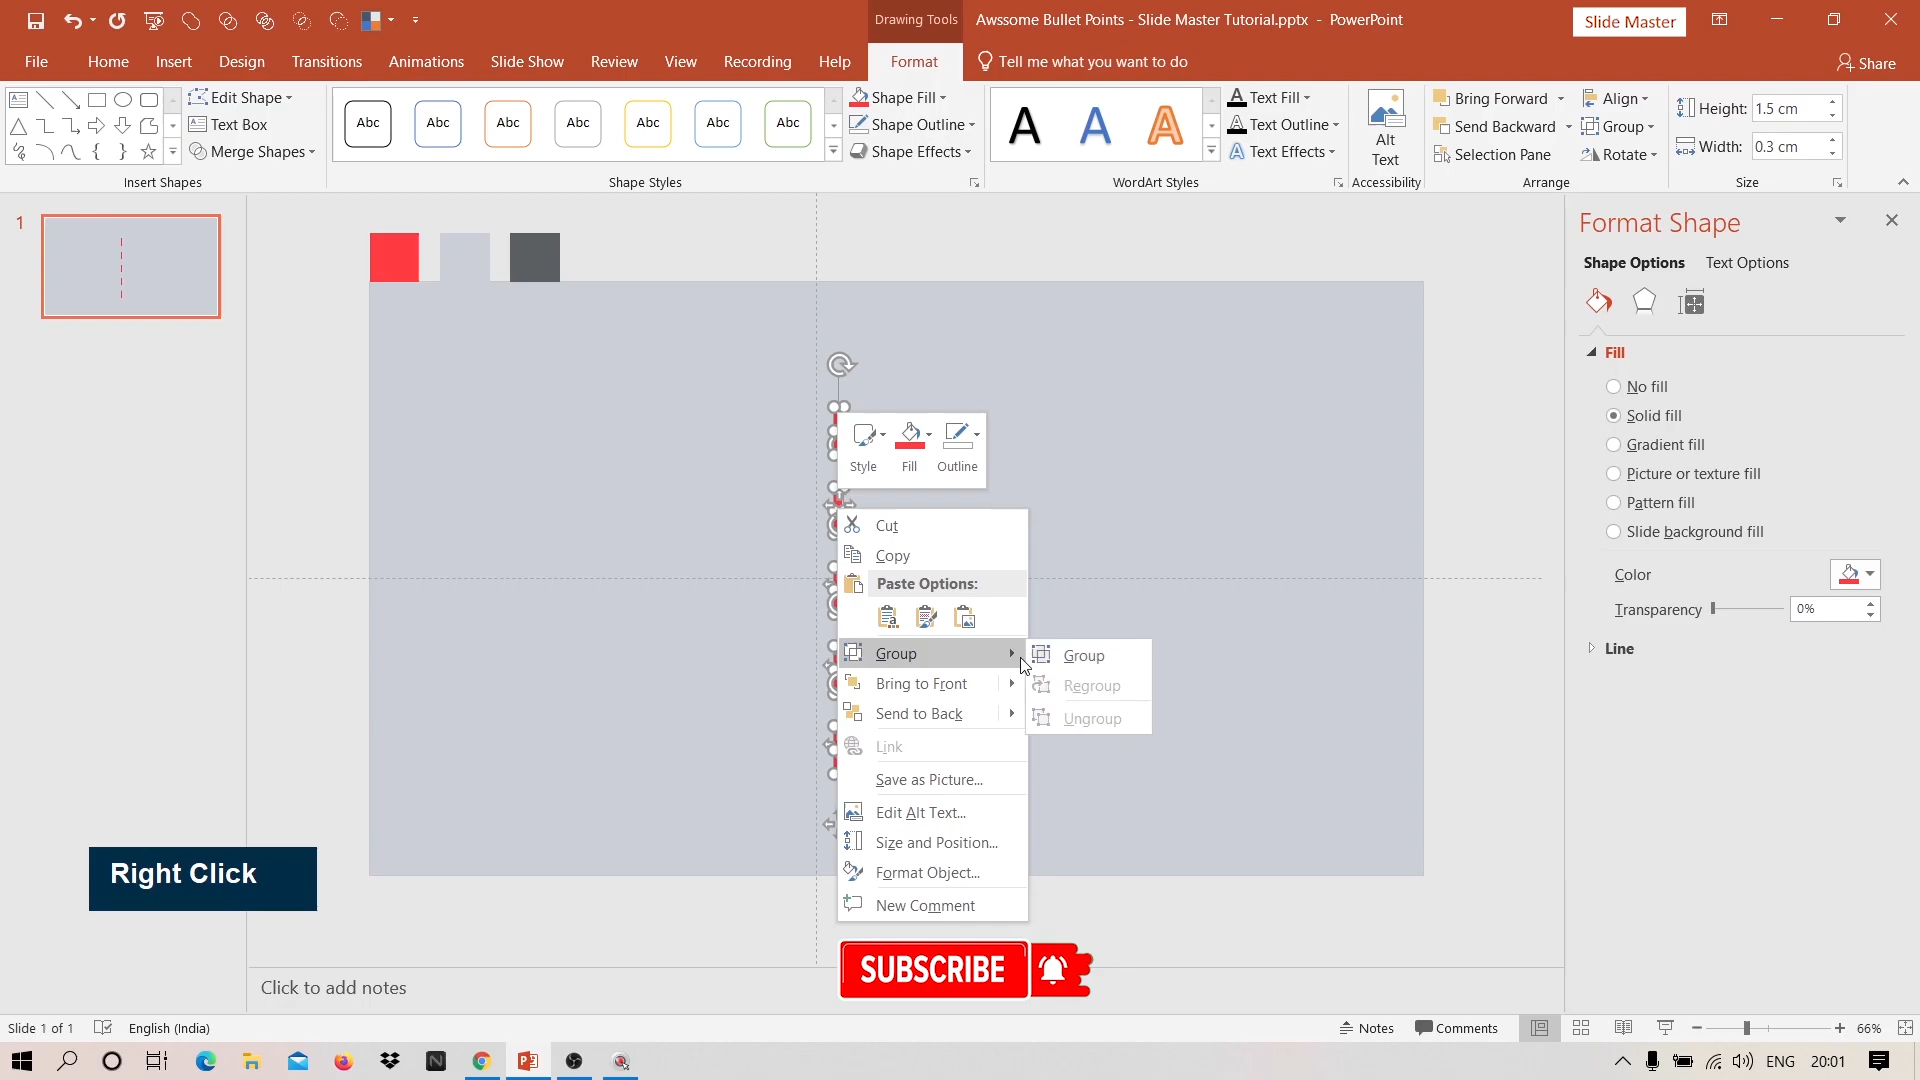 Drawing Tools
Awssome Bullet Points - Slide Master Tutorial.pptx - PowerPoint
Slide Master
File Home Insert Design Transitions Animations Slide Show Review View Recording Help Format Tell me what you want to do Share
Edit Shape
Text Box
Merge Shapes
Insert Shapes
Abc Abc Abc Abc Abc Abc Abc
Shape Fill
Shape Outline
Shape Effects
Shape Styles
A A A
Text Fill
Text Outline
Text Effects
WordArt Styles
Alt
Text
Accessibility
Bring Forward
Send Backward
Selection Pane
Align
Group
Rotate
Arrange
Height: 1.5 cm
Width: 0.3 cm
Size
1
Style Fill Outline
Cut
Copy
Paste Options:
Group
Bring to Front
Send to Back
Link
Save as Picture...
Edit Alt Text...
Size and Position...
Format Object...
New Comment
Group
Regroup
Ungroup
Format Shape
Shape Options Text Options
Fill
No fill
Solid fill
Gradient fill
Picture or texture fill
Pattern fill
Slide background fill
Color
Transparency 0%
Line
Right Click
SUBSCRIBE
Click to add notes
Slide 1 of 1 English (India) Notes Comments 66%
ENG 20:01